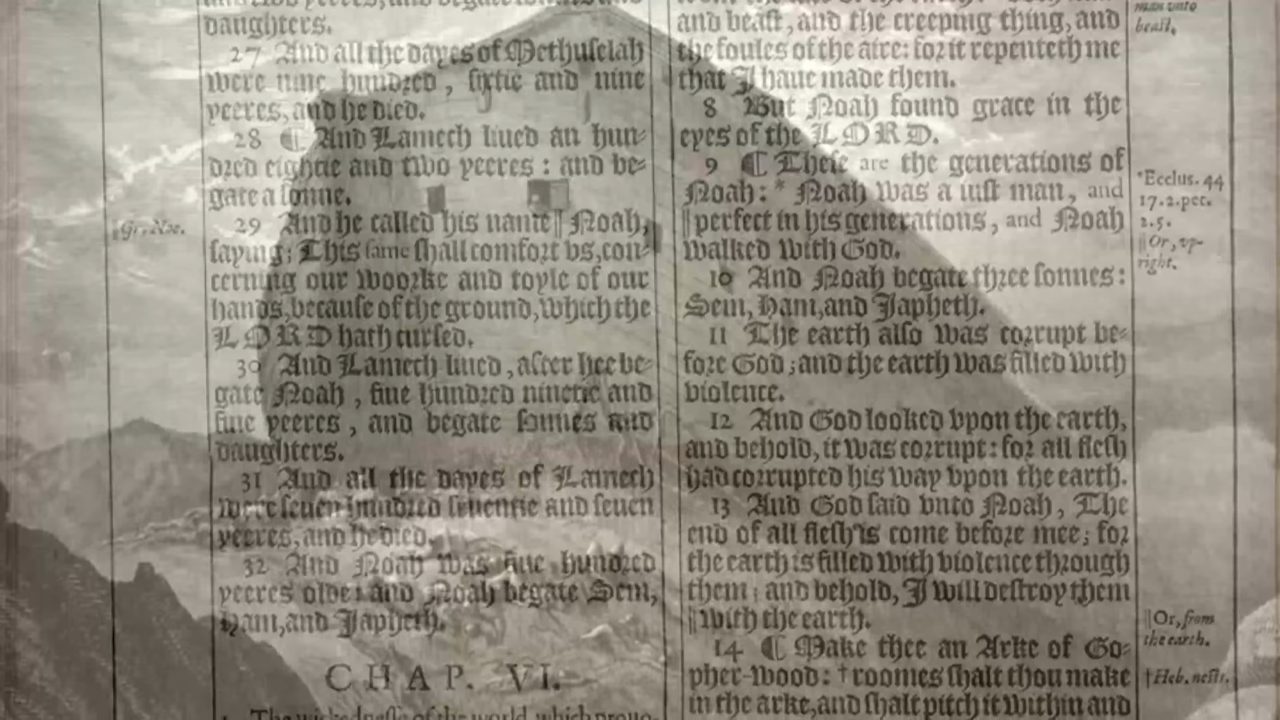 daughters.
27 And all the dayes of Methuselah
were nine hundred, sixtie and nine
yeeres, and he died.
28 ¶ And Lamech liued an hun-
dred eightie and two yeeres: and be-
gate a sonne.
29 And he called his name || Noah,
saying; This same shall comfort vs, con-
cerning our woorke and toyle of our
hands, because of the ground, which the
LORD hath cursed.
30 And Lamech liued, after hee be-
gate Noah, fiue hundred ninetie and
fiue yeeres, and begate sonnes and
daughters.
31 And all the dayes of Lamech
were seuen hundred seuentie and seuen
yeeres, and he died.
32 And Noah was fiue hundred
yeeres olde: and Noah begate Sem,
Ham, and Japheth.
CHAP. VI.
1 The wickednesse of the world, which prouo-
||Gr. Noe.
and beast, and the creeping thing, and
the foules of the aire: for it repenteth me
that I haue made them.
8 But Noah found grace in the
eyes of the LORD.
9 ¶ These are the generations of
Noah: * Noah was a iust man, and
|| perfect in his generations, and Noah
walked with God.
10 And Noah begate three sonnes:
Sem, Ham, and Japheth.
11 The earth also was corrupt be-
fore God; and the earth was filled with
violence.
12 And God looked vpon the earth,
and behold, it was corrupt: for all flesh
had corrupted his way vpon the earth.
13 And God said vnto Noah, The
end of all flesh is come before mee; for
the earth is filled with violence through
them; and behold, I will destroy them
|| with the earth.
14 ¶ Make thee an Arke of Go-
pher-wood: † roomes shalt thou make
in the arke, and shalt pitch it within and
man vnto
beast.
*Ecclus. 44
17. 2. pet.
2. 5.
||Or, vp-
right.
||Or, from
the earth.
† Heb. nests.